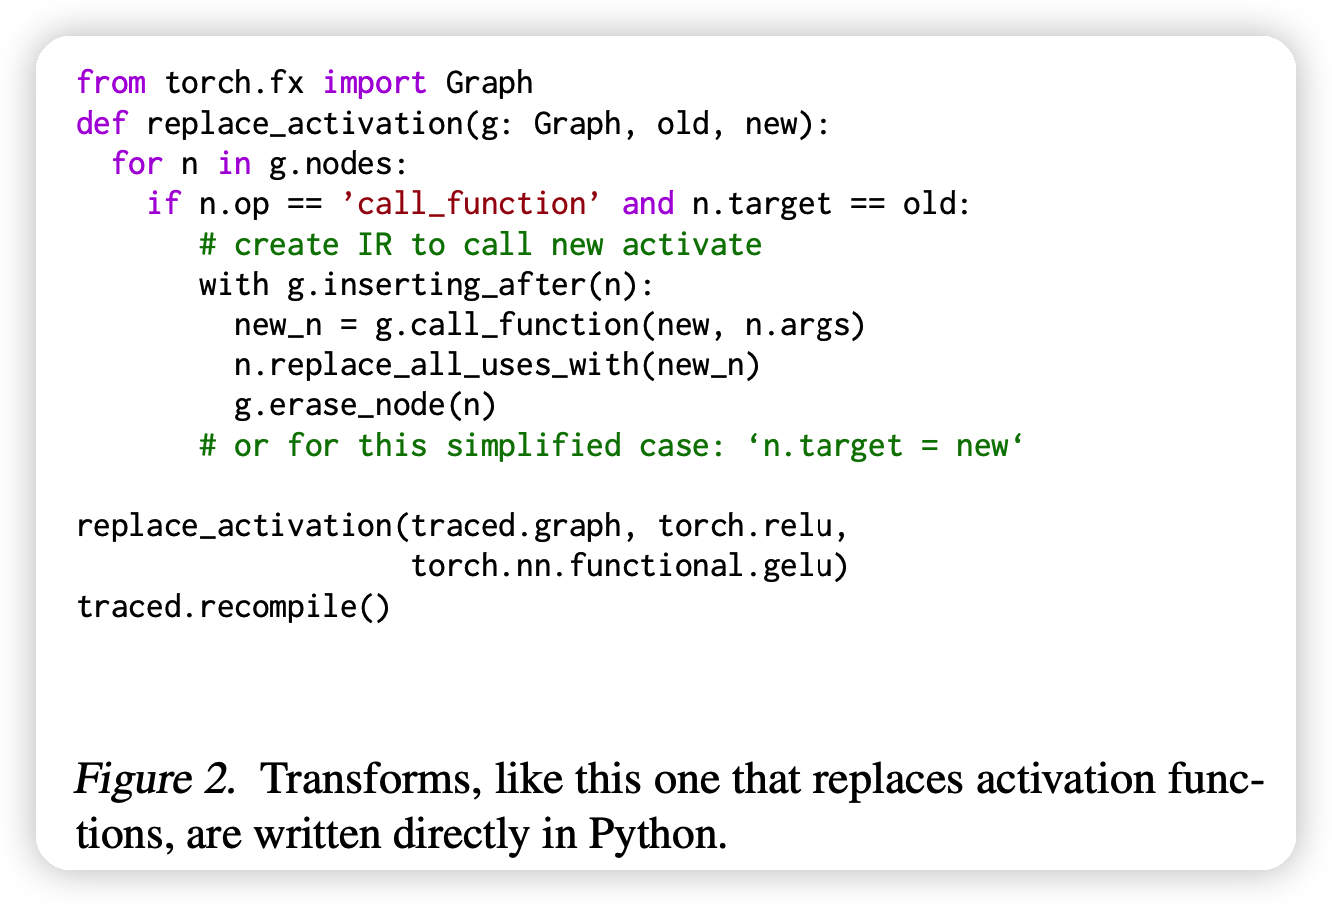 from torch.fx import Graph
def replace_activation(g: Graph, old, new):
  for n in g.nodes:
    if n.op == ’call_function’ and n.target == old:
       # create IR to call new activate
       with g.inserting_after(n):
         new_n = g.call_function(new, n.args)
         n.replace_all_uses_with(new_n)
         g.erase_node(n)
       # or for this simplified case: ‘n.target = new‘

replace_activation(traced.graph, torch.relu,
                   torch.nn.functional.gelu)
traced.recompile()

Figure 2. Transforms, like this one that replaces activation func-
tions, are written directly in Python.